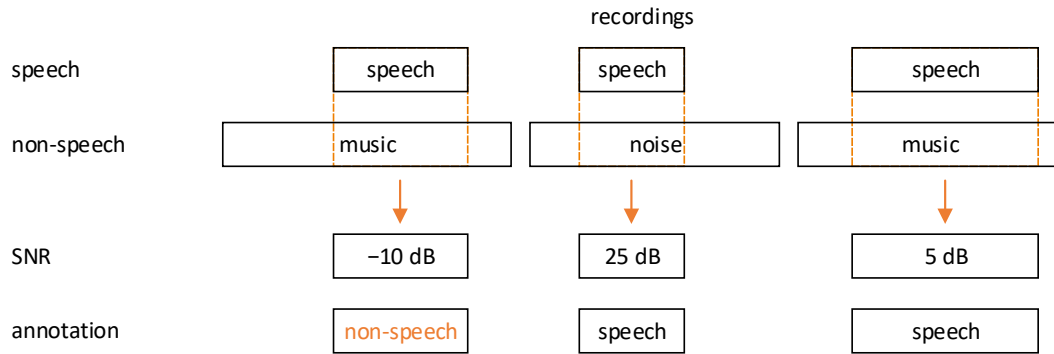 recordings
speech speech speech speech
non-speech music noise music
SNR −10 dB 25 dB 5 dB
annotation non-speech speech speech